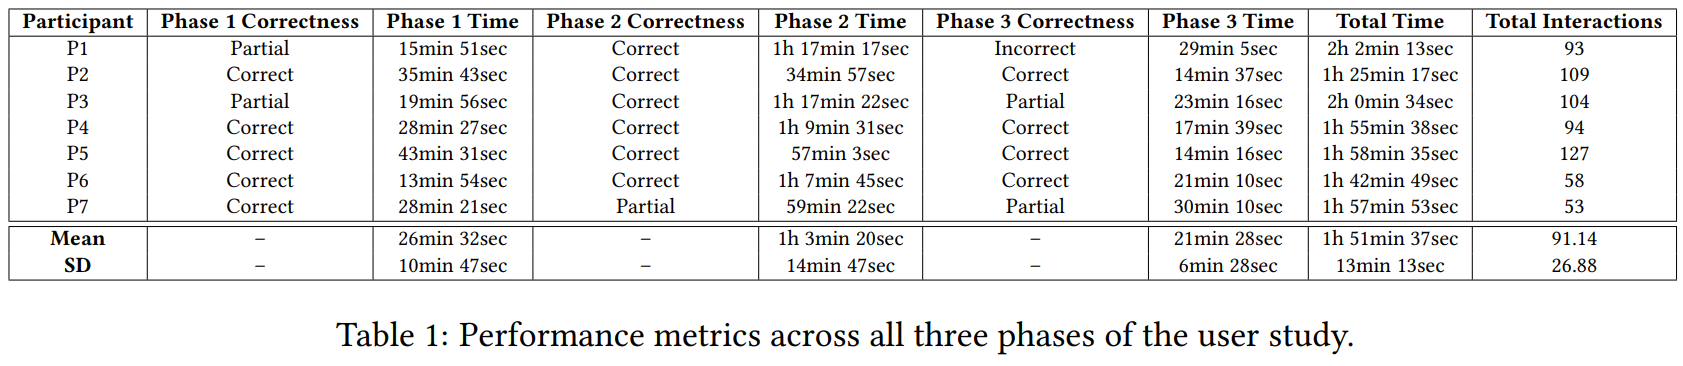 Participant Phase 1 Correctness Phase 1 Time Phase 2 Correctness Phase 2 Time Phase 3 Correctness Phase 3 Time Total Time Total Interactions
P1 Partial 15min 51sec Correct 1h 17min 17sec Incorrect 29min 5sec 2h 2min 13sec 93
P2 Correct 35min 43sec Correct 34min 57sec Correct 14min 37sec 1h 25min 17sec 109
P3 Partial 19min 56sec Correct 1h 17min 22sec Partial 23min 16sec 2h 0min 34sec 104
P4 Correct 28min 27sec Correct 1h 9min 31sec Correct 17min 39sec 1h 55min 38sec 94
P5 Correct 43min 31sec Correct 57min 3sec Correct 14min 16sec 1h 58min 35sec 127
P6 Correct 13min 54sec Correct 1h 7min 45sec Correct 21min 10sec 1h 42min 49sec 58
P7 Correct 28min 21sec Partial 59min 22sec Partial 30min 10sec 1h 57min 53sec 53
Mean – 26min 32sec – 1h 3min 20sec – 21min 28sec 1h 51min 37sec 91.14
SD – 10min 47sec – 14min 47sec – 6min 28sec 13min 13sec 26.88
Table 1: Performance metrics across all three phases of the user study.